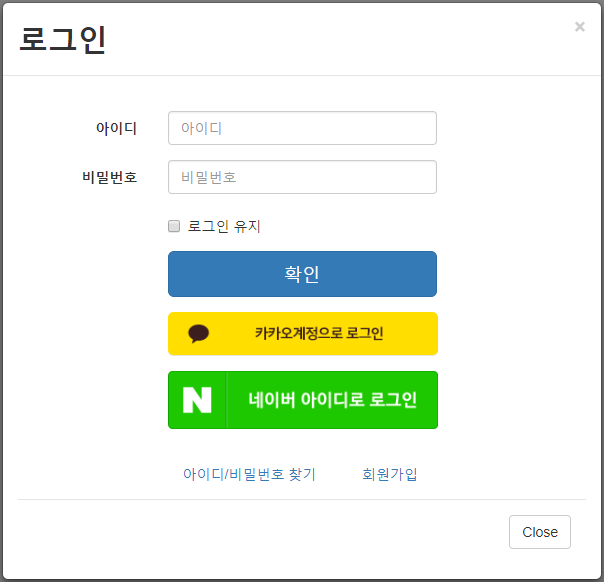 로그인
×
아이디 아이디
비밀번호 비밀번호
로그인 유지
확인
카카오계정으로 로그인
N 네이버 아이디로 로그인
아이디/비밀번호 찾기 회원가입
Close